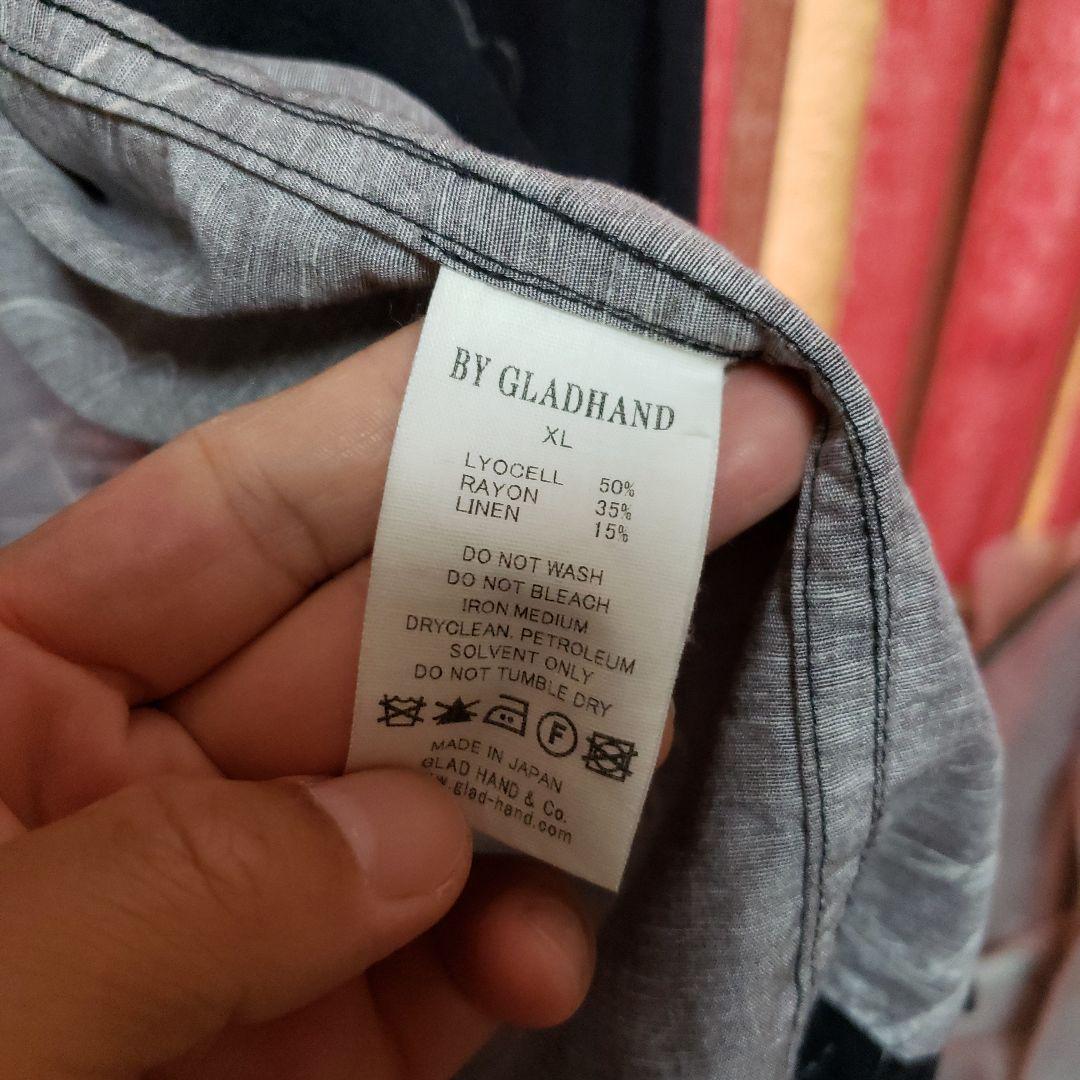 BY GLADHAND
XL
LYOCELL 50%
RAYON 35%
LINEN 15%
DO NOT WASH
DO NOT BLEACH
IRON MEDIUM
DRYCLEAN. PETROLEUM
SOLVENT ONLY
DO NOT TUMBLE DRY
F
MADE IN JAPAN
GLAD HAND & Co.
w.glad-hand.com